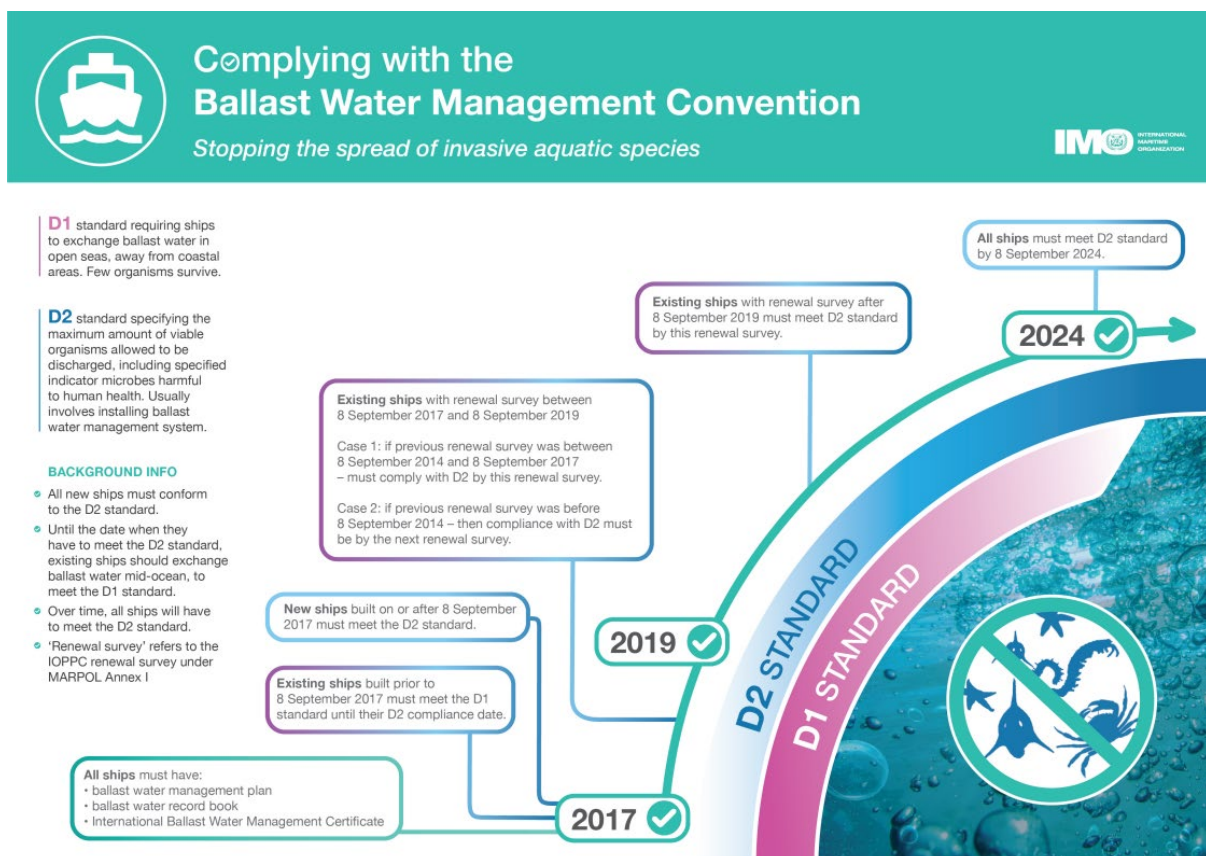 Complying with the
Ballast Water Management Convention
Stopping the spread of invasive aquatic species
IMO
INTERNATIONAL
MARITIME
ORGANIZATION
D1 standard requiring ships
to exchange ballast water in
open seas, away from coastal
areas. Few organisms survive.
D2 standard specifying the
maximum amount of viable
organisms allowed to be
discharged, including specified
indicator microbes harmful
to human health. Usually
involves installing ballast
water management system.
BACKGROUND INFO
All new ships must conform
to the D2 standard.
Until the date when they
have to meet the D2 standard,
existing ships should exchange
ballast water mid-ocean, to
meet the D1 standard.
Over time, all ships will have
to meet the D2 standard.
‘Renewal survey’ refers to the
IOPPC renewal survey under
MARPOL Annex I
All ships must meet D2 standard
by 8 September 2024.
2024
Existing ships with renewal survey after
8 September 2019 must meet D2 standard
by this renewal survey.
Existing ships with renewal survey between
8 September 2017 and 8 September 2019
Case 1: if previous renewal survey was between
8 September 2014 and 8 September 2017
– must comply with D2 by this renewal survey.
Case 2: if previous renewal survey was before
8 September 2014 – then compliance with D2 must
be by the next renewal survey.
2019
New ships built on or after 8 September
2017 must meet the D2 standard.
Existing ships built prior to
8 September 2017 must meet the D1
standard until their D2 compliance date.
All ships must have:
• ballast water management plan
• ballast water record book
• International Ballast Water Management Certificate
2017
D2 STANDARD
D1 STANDARD